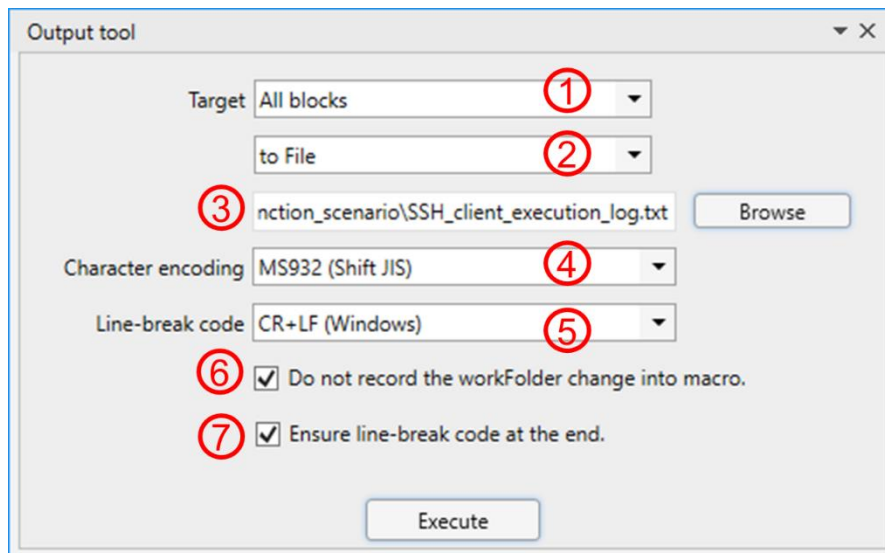 Output tool
Target All blocks ①
to File ②
③ nction_scenario\SSH_client_execution_log.txt Browse
Character encoding MS932 (Shift JIS) ④
Line-break code CR+LF (Windows) ⑤
⑥ Do not record the workFolder change into macro.
⑦ Ensure line-break code at the end.
Execute